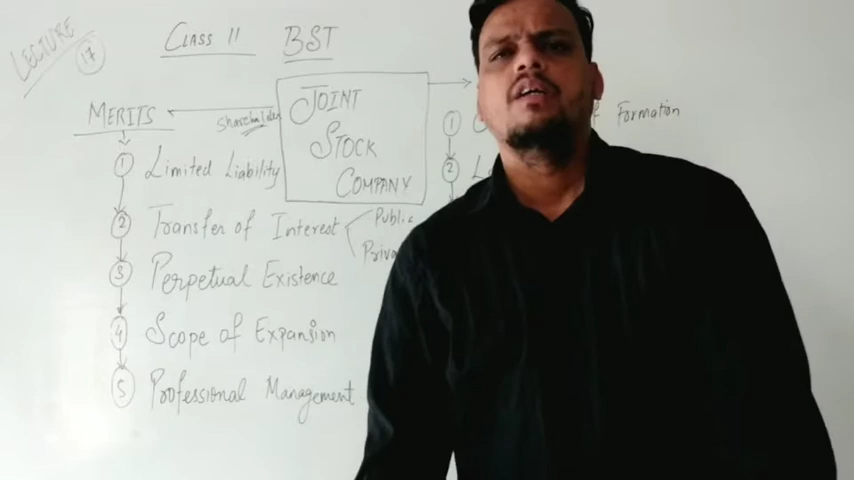 LECTURE 17
CLASS 11 BST
MERITS
Shareholder
JOINT
STOCK
COMPANY
1 Limited Liability
2 Transfer of Interest
Public
3 Perpetual Existence
4 Scope of Expansion
5 Professional Management
1 Formation
2